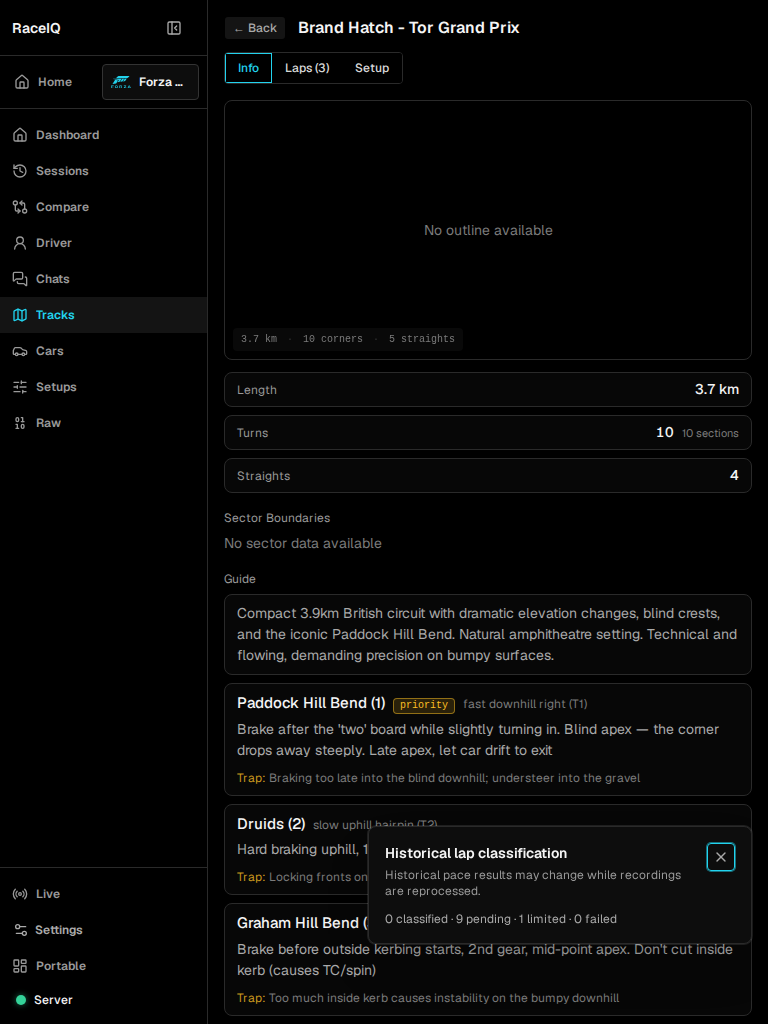 RaceIQ
Home
FORZA
Forza ...
Dashboard
Sessions
Compare
Driver
Chats
Tracks
Cars
Setups
Raw
Live
Settings
Portable
Server
← Back
Brand Hatch - Tor Grand Prix
Info
Laps (3)
Setup
No outline available
3.7 km · 10 corners · 5 straights
Length 3.7 km
Turns 10 10 sections
Straights 4
Sector Boundaries
No sector data available
Guide
Compact 3.9km British circuit with dramatic elevation changes, blind crests,
and the iconic Paddock Hill Bend. Natural amphitheatre setting. Technical and
flowing, demanding precision on bumpy surfaces.
Paddock Hill Bend (1) priority fast downhill right (T1)
Brake after the 'two' board while slightly turning in. Blind apex — the corner
drops away steeply. Late apex, let car drift to exit
Trap: Braking too late into the blind downhill; understeer into the gravel
Druids (2) slow uphill hairpin (T2)
Hard braking uphill, 1
Trap: Locking fronts on
Graham Hill Bend (
Brake before outside kerbing starts, 2nd gear, mid-point apex. Don't cut inside
kerb (causes TC/spin)
Trap: Too much inside kerb causes instability on the bumpy downhill
Historical lap classification
Historical pace results may change while recordings
are reprocessed.
0 classified · 9 pending · 1 limited · 0 failed